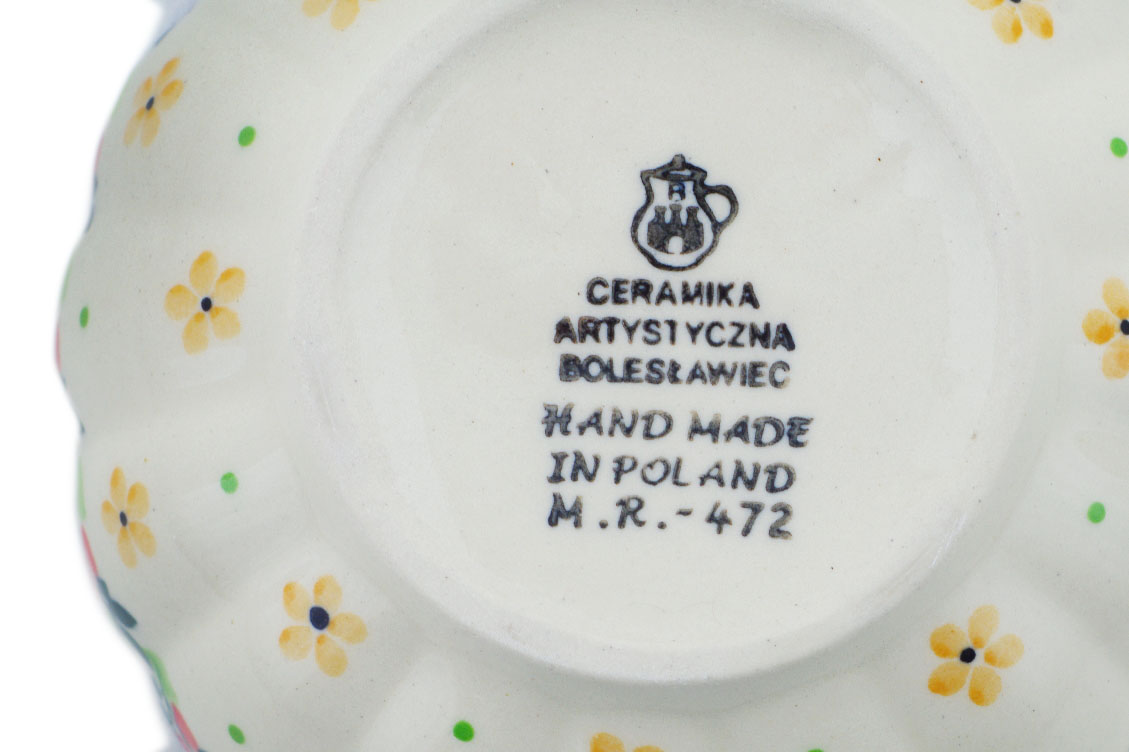 CERAMIKA
ARTYSTYCZNA
BOLESŁAWIEC
HAND MADE
IN POLAND
M.R.-472